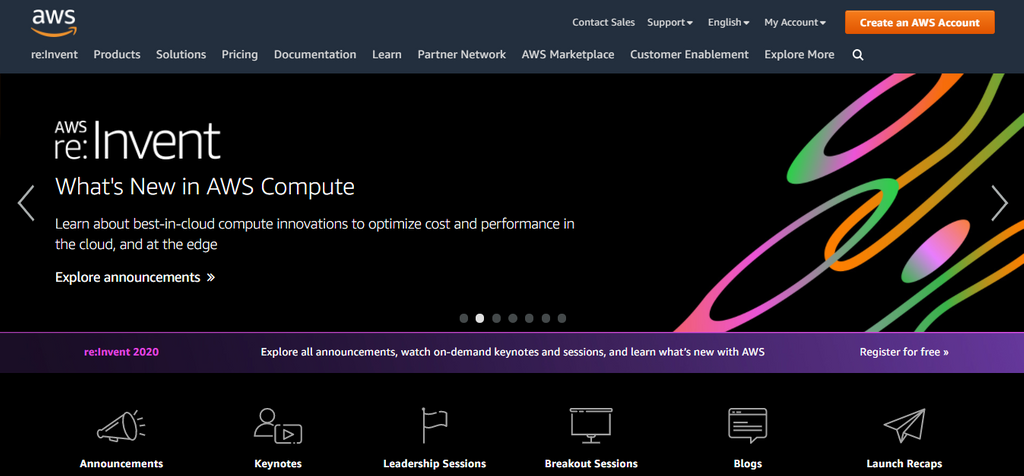 aws
Contact Sales Support English My Account Create an AWS Account
re:Invent Products Solutions Pricing Documentation Learn Partner Network AWS Marketplace Customer Enablement Explore More
AWS
re:Invent
What's New in AWS Compute
Learn about best-in-cloud compute innovations to optimize cost and performance in
the cloud, and at the edge
Explore announcements »
re:Invent 2020 Explore all announcements, watch on-demand keynotes and sessions, and learn what's new with AWS Register for free »
Announcements Keynotes Leadership Sessions Breakout Sessions Blogs Launch Recaps